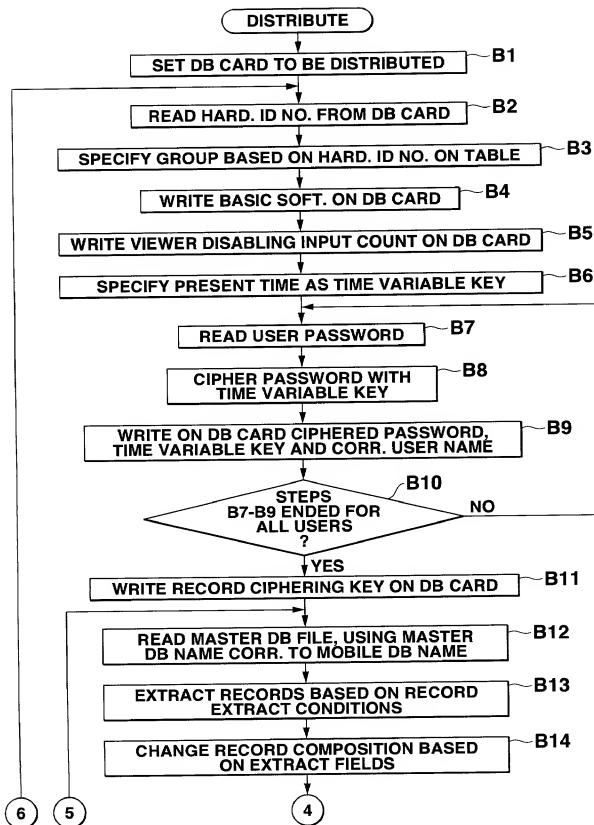 DISTRIBUTE
SET DB CARD TO BE DISTRIBUTED
B1
READ HARD. ID NO. FROM DB CARD
B2
SPECIFY GROUP BASED ON HARD. ID NO. ON TABLE
B3
WRITE BASIC SOFT. ON DB CARD
B4
WRITE VIEWER DISABLING INPUT COUNT ON DB CARD
B5
SPECIFY PRESENT TIME AS TIME VARIABLE KEY
B6
READ USER PASSWORD
B7
CIPHER PASSWORD WITH
TIME VARIABLE KEY
B8
WRITE ON DB CARD CIPHERED PASSWORD,
TIME VARIABLE KEY AND CORR. USER NAME
B9
STEPS
B7-B9 ENDED FOR
ALL USERS
?
B10
NO
YES
WRITE RECORD CIPHERING KEY ON DB CARD
B11
READ MASTER DB FILE, USING MASTER
DB NAME CORR. TO MOBILE DB NAME
B12
EXTRACT RECORDS BASED ON RECORD
EXTRACT CONDITIONS
B13
CHANGE RECORD COMPOSITION BASED
ON EXTRACT FIELDS
B14
6
5
4